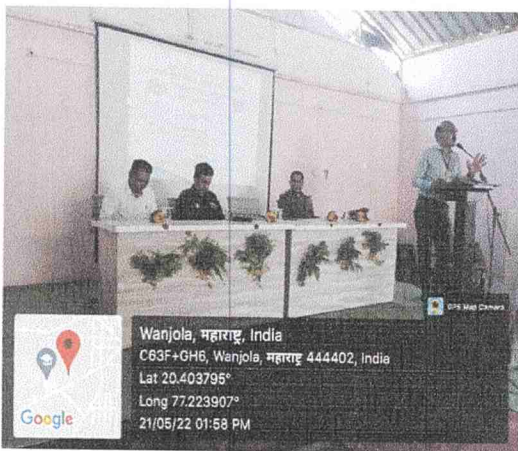 GPS Map Camera
Google
Wanjola, महाराष्ट्र, India
C63F+GH6, Wanjola, महाराष्ट्र 444402, India
Lat 20.403795°
Long 77.223907°
21/05/22 01:58 PM